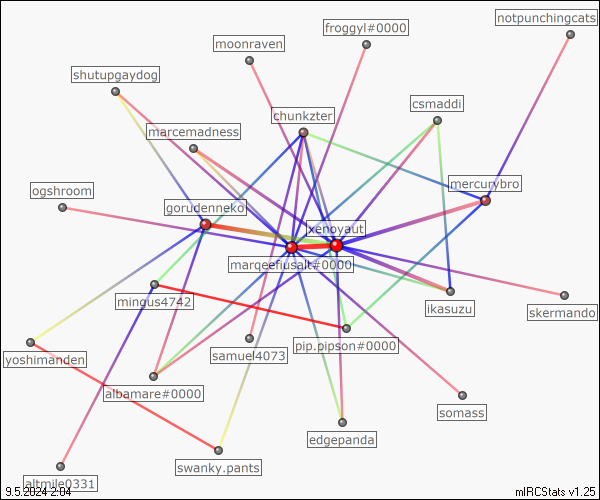 notpunchingcats
froggyl#0000
moonraven
shutupgaydog
csmaddi
chunkzter
marcemadness
mercurybro
ogshroom
gorudenneko
xenoyaut
marqeefiusalt#0000
mingus4742
ikasuzu
skermando
pip.pipson#0000
samuel4073
yoshimanden
albamare#0000
somass
edgepanda
swanky.pants
altmile0331
9.5.2024 2:04
mIRCStats v1.25